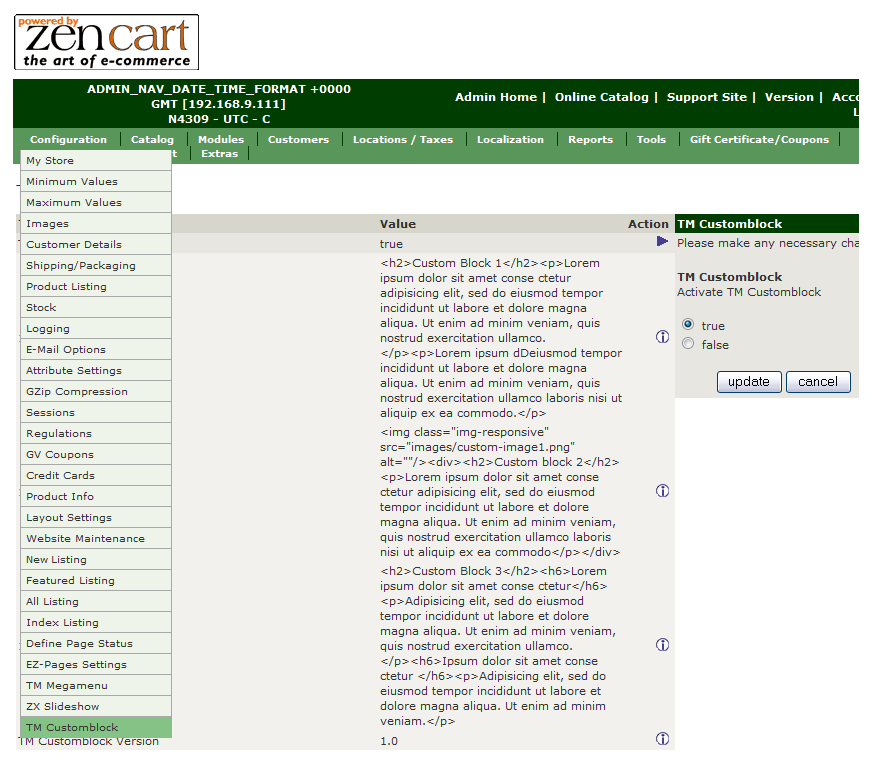 powered by
zen cart
the art of e-commerce
ADMIN_NAV_DATE_TIME_FORMAT +0000
GMT [192.168.9.111]
N4309 - UTC - C
Admin Home | Online Catalog | Support Site | Version |
Configuration Catalog Modules Customers Locations / Taxes Localization Reports Tools Gift Certificate/Coupons
Extras
My Store
Minimum Values
Maximum Values
Images
Customer Details
Shipping/Packaging
Product Listing
Stock
Logging
E-Mail Options
Attribute Settings
GZip Compression
Sessions
Regulations
GV Coupons
Credit Cards
Product Info
Layout Settings
Website Maintenance
New Listing
Featured Listing
All Listing
Index Listing
Define Page Status
EZ-Pages Settings
TM Megamenu
ZX Slideshow
TM Customblock
TM Customblock Version
Value
true
<h2>Custom Block 1</h2><p>Lorem
ipsum dolor sit amet conse ctetur
adipisicing elit, sed do eiusmod tempor
incididunt ut labore et dolore magna
aliqua. Ut enim ad minim veniam, quis
nostrud exercitation ullamco.
</p><p>Lorem ipsum dDeiusmod tempor
incididunt ut labore et dolore magna
aliqua. Ut enim ad minim veniam, quis
nostrud exercitation ullamco laboris nisi ut
aliquip ex ea commodo.</p>
<img class="img-responsive"
src="images/custom-image1.png"
alt=""/><div><h2>Custom block 2</h2>
<p>Lorem ipsum dolor sit amet conse
ctetur adipisicing elit, sed do eiusmod
tempor incididunt ut labore et dolore
magna aliqua. Ut enim ad minim veniam,
quis nostrud exercitation ullamco laboris
nisi ut aliquip ex ea commodo</p></div>
<h2>Custom Block 3</h2><h6>Lorem
ipsum dolor sit amet conse ctetur</h6>
<p>Adipisicing elit, sed do eiusmod
tempor incididunt ut labore et dolore
magna aliqua. Ut enim ad minim veniam,
quis nostrud exercitation ullamco.
</p><h6>Ipsum dolor sit amet conse
ctetur </h6><p>Adipisicing elit, sed do
eiusmod tempor incididunt ut labore et
dolore magna aliqua. Ut enim ad minim
veniam.</p>
1.0
Action
TM Customblock
Please make any necessary cha
TM Customblock
Activate TM Customblock
true
false
update cancel